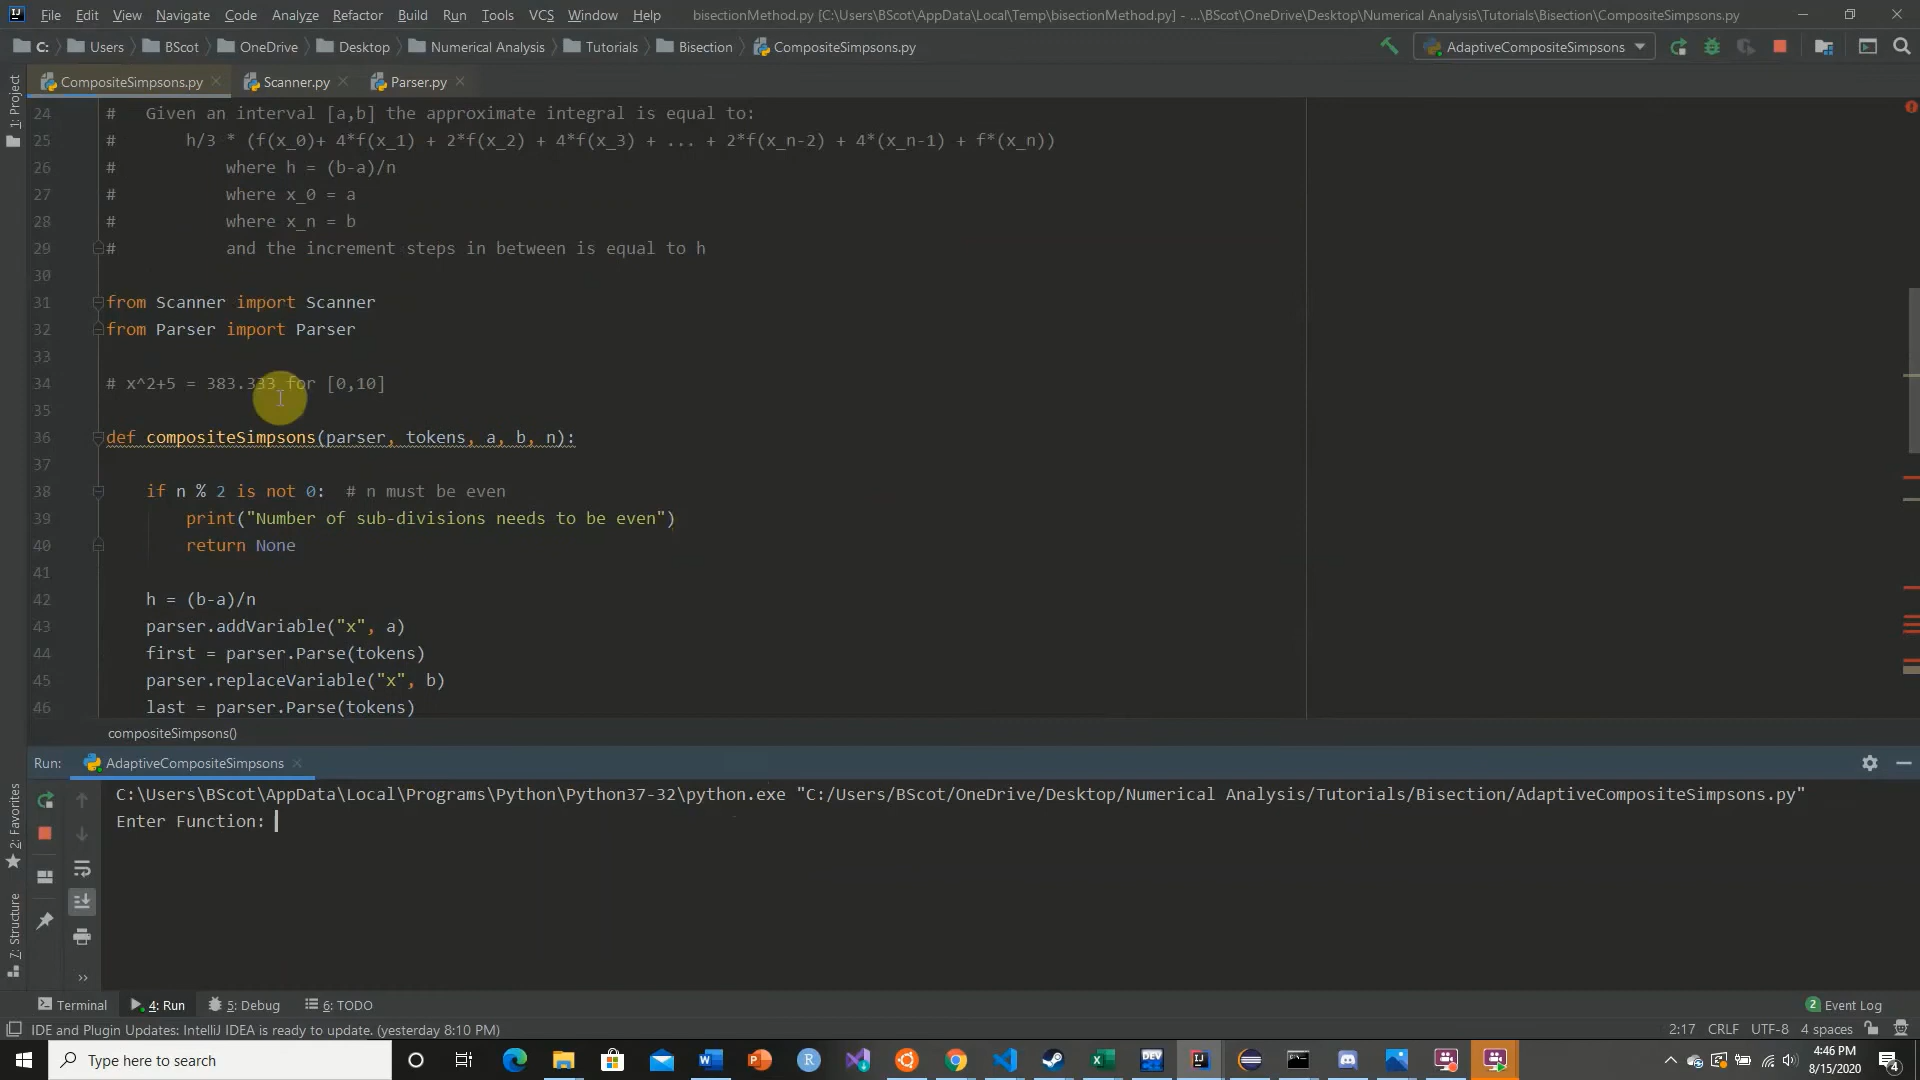 File Edit View Navigate Code Analyze Refactor Build Run Tools VCS Window Help bisectionMethod.py [C:\Users\BScot\AppData\Local\Temp\bisectionMethod.py] - ...\BScot\OneDrive\Desktop\Numerical Analysis\Tutorials\Bisection\CompositeSimpsons.py
C: Users BScot OneDrive Desktop Numerical Analysis Tutorials Bisection CompositeSimpsons.py AdaptiveCompositeSimpsons
CompositeSimpsons.py Scanner.py Parser.py
1: Project
24 # Given an interval [a,b] the approximate integral is equal to:
25 # h/3 * (f(x_0)+ 4*f(x_1) + 2*f(x_2) + 4*f(x_3) + ... + 2*f(x_n-2) + 4*(x_n-1) + f*(x_n))
26 # where h = (b-a)/n
27 # where x_0 = a
28 # where x_n = b
29 # and the increment steps in between is equal to h
30
31 from Scanner import Scanner
32 from Parser import Parser
33
34 # x^2+5 = 383.333 for [0,10]
35
36 def compositeSimpsons(parser, tokens, a, b, n):
37
38 if n % 2 is not 0: # n must be even
39 print("Number of sub-divisions needs to be even")
40 return None
41
42 h = (b-a)/n
43 parser.addVariable("x", a)
44 first = parser.Parse(tokens)
45 parser.replaceVariable("x", b)
46 last = parser.Parse(tokens)
compositeSimpsons()
Run: AdaptiveCompositeSimpsons
C:\Users\BScot\AppData\Local\Programs\Python\Python37-32\python.exe "C:/Users/BScot/OneDrive/Desktop/Numerical Analysis/Tutorials/Bisection/AdaptiveCompositeSimpsons.py"
Enter Function:
2: Favorites
7: Structure
Terminal 4: Run 5: Debug 6: TODO 2 Event Log
IDE and Plugin Updates: IntelliJ IDEA is ready to update. (yesterday 8:10 PM) 2:17 CRLF UTF-8 4 spaces
Type here to search
4:46 PM
8/15/2020
4